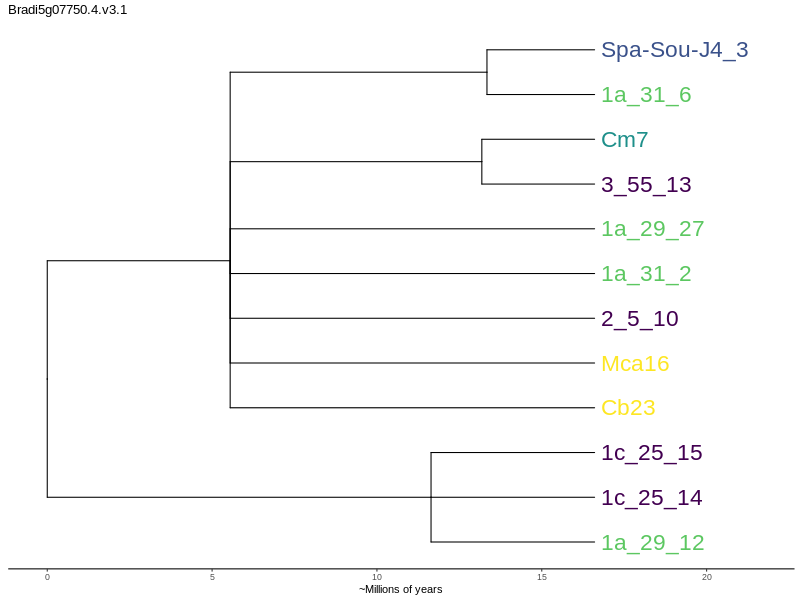 Bradi5g07750.4.v3.1
Spa-Sou-J4_3
1a_31_6
Cm7
3_55_13
1a_29_27
1a_31_2
2_5_10
Mca16
Cb23
1c_25_15
1c_25_14
1a_29_12
0 5 10 15 20
~Millions of years